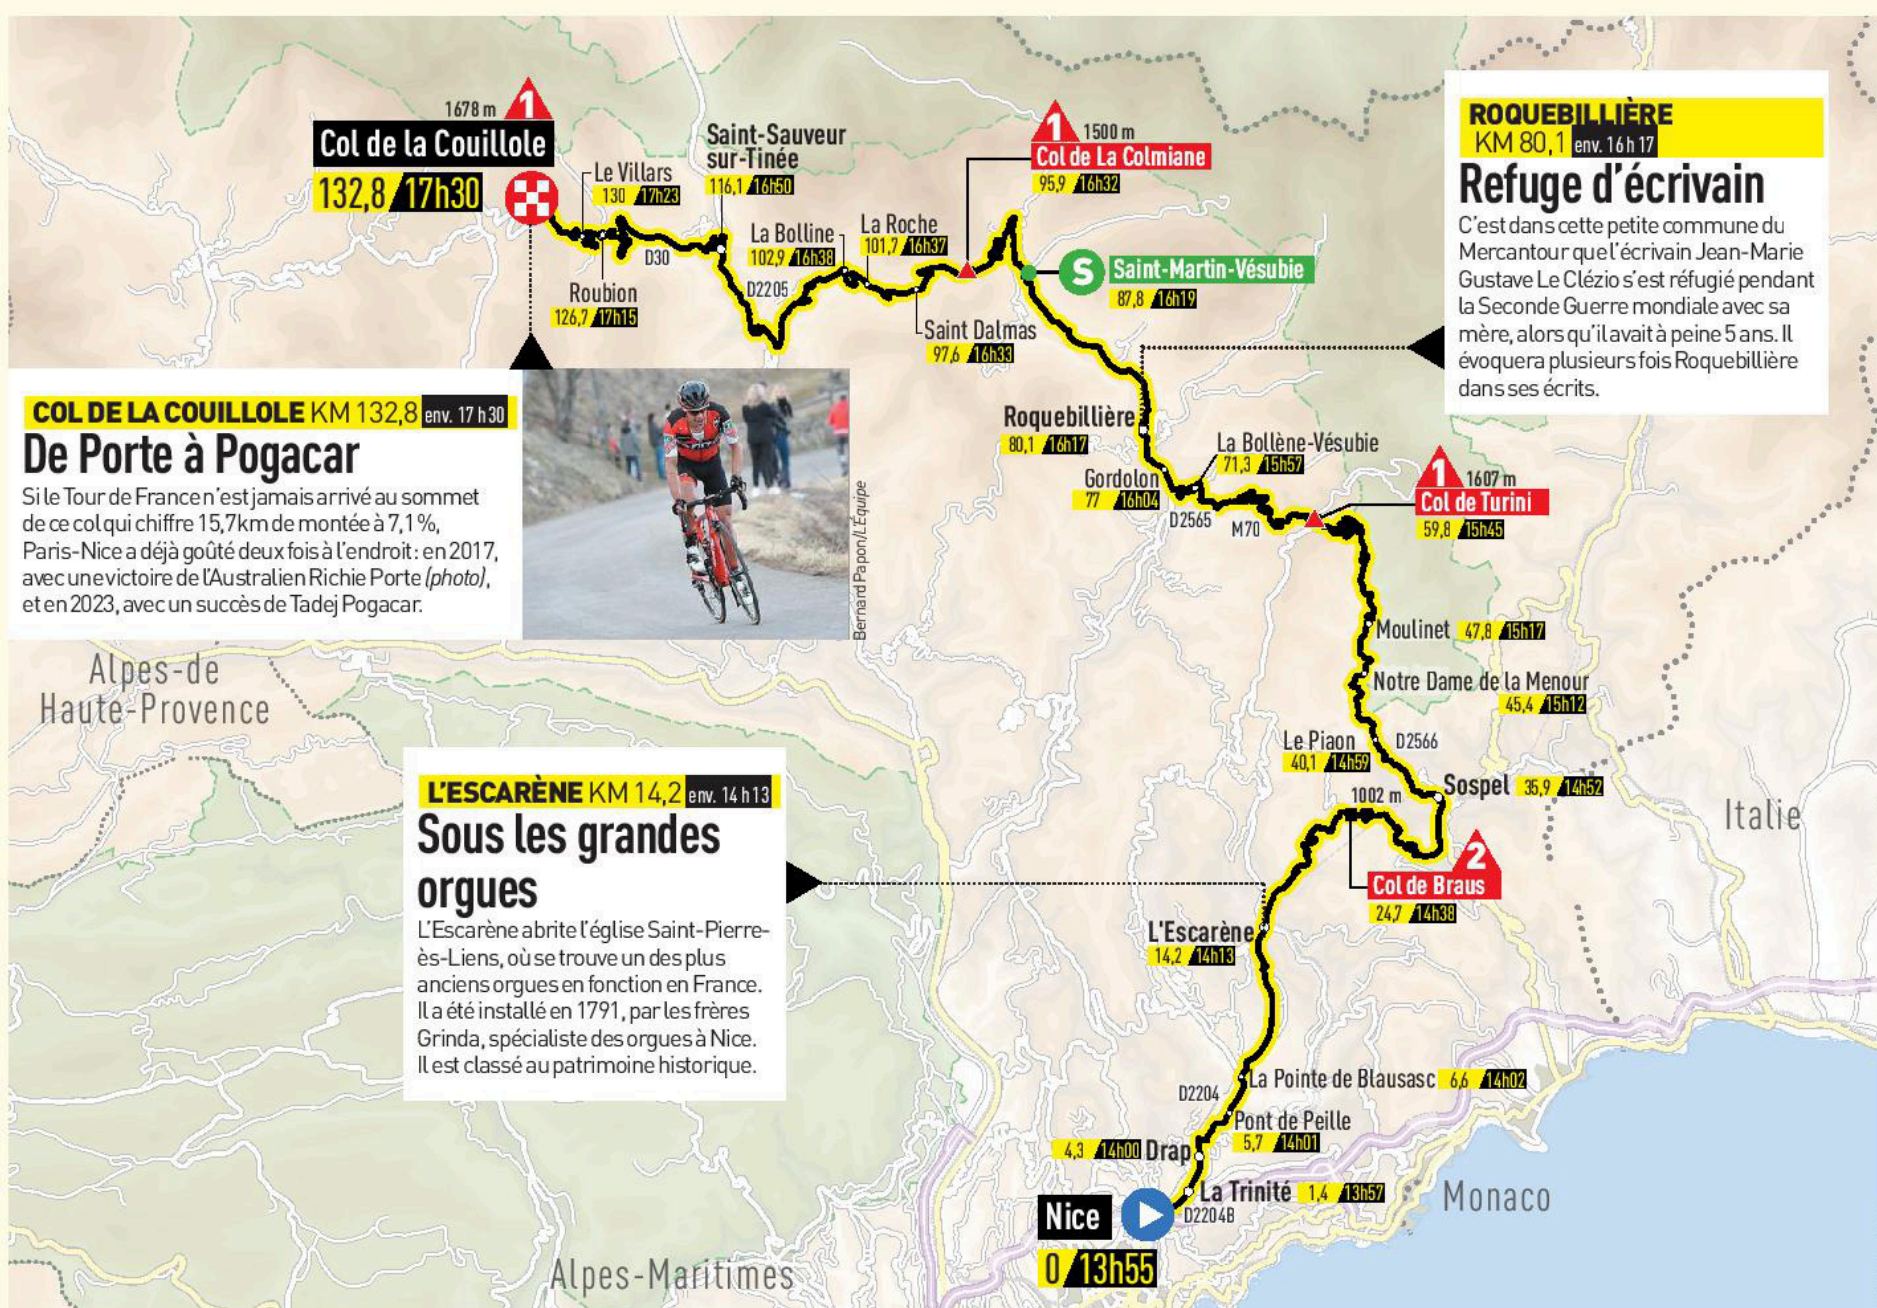 1678 m
1
Col de la Couillole
132,8 17h30
Le Villars
130 17h23
Roubion
126,7 17h15
D30
Saint-Sauveur
sur-Tinée
116,1 16h50
D2205
La Bolline
102,9 16h38
La Roche
101,7 16h37
Saint Dalmas
97,6 16h33
1
1500 m
Col de La Colmiane
95,9 16h32
S
Saint-Martin-Vésubie
87,8 16h19
ROQUEBILLIÈRE
KM 80,1 env. 16 h 17
Refuge d'écrivain
C'est dans cette petite commune du
Mercantour que l'écrivain Jean-Marie
Gustave Le Clézio s'est réfugié pendant
la Seconde Guerre mondiale avec sa
mère, alors qu'il avait à peine 5 ans. Il
évoquera plusieurs fois Roquebillière
dans ses écrits.
COL DE LA COUILLOLE KM 132,8 env. 17 h 30
De Porte à Pogacar
Si le Tour de France n'est jamais arrivé au sommet
de ce col qui chiffre 15,7km de montée à 7,1%,
Paris-Nice a déjà goûté deux fois à l'endroit : en 2017,
avec une victoire de l'Australien Richie Porte (photo),
et en 2023, avec un succès de Tadej Pogacar.
Bernard Papon/L'Équipe
Roquebillière
80,1 16h17
Gordolon
77 16h04
La Bollène-Vésubie
71,3 15h57
D2565
M70
1
1607 m
Col de Turini
59,8 15h45
Moulinet 47,8 15h17
Notre Dame de la Menour
45,4 15h12
Le Piaon
40,1 14h59
D2566
Sospel 35,9 14h52
1002 m
2
Col de Braus
24,7 14h38
Alpes-de
Haute-Provence
Italie
L'ESCARÈNE KM 14,2 env. 14 h 13
Sous les grandes
orgues
L'Escarène abrite l'église Saint-Pierre-
ès-Liens, où se trouve un des plus
anciens orgues en fonction en France.
Il a été installé en 1791, par les frères
Grinda, spécialiste des orgues à Nice.
Il est classé au patrimoine historique.
L'Escarène
14,2 14h13
La Pointe de Blausasc 6,6 14h02
D2204
Pont de Peille
5,7 14h01
4,3 14h00 Drap
La Trinité 1,4 13h57
D2204B
Nice
0 13h55
Monaco
Alpes-Maritimes